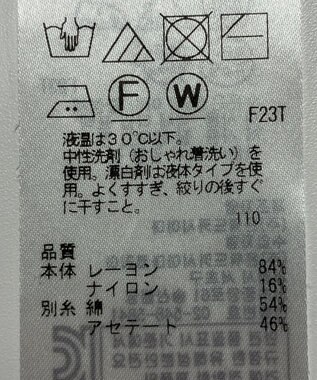 F
W
F23T
液温は30℃以下。
中性洗剤（おしゃれ着洗い）を
使用。漂白剤は液体タイプを使
用。よくすすぎ、絞りの後すぐ
に干すこと。
110
品質
本体 レーヨン 84%
ナイロン 16%
別糸 綿 54%
アセテート 46%